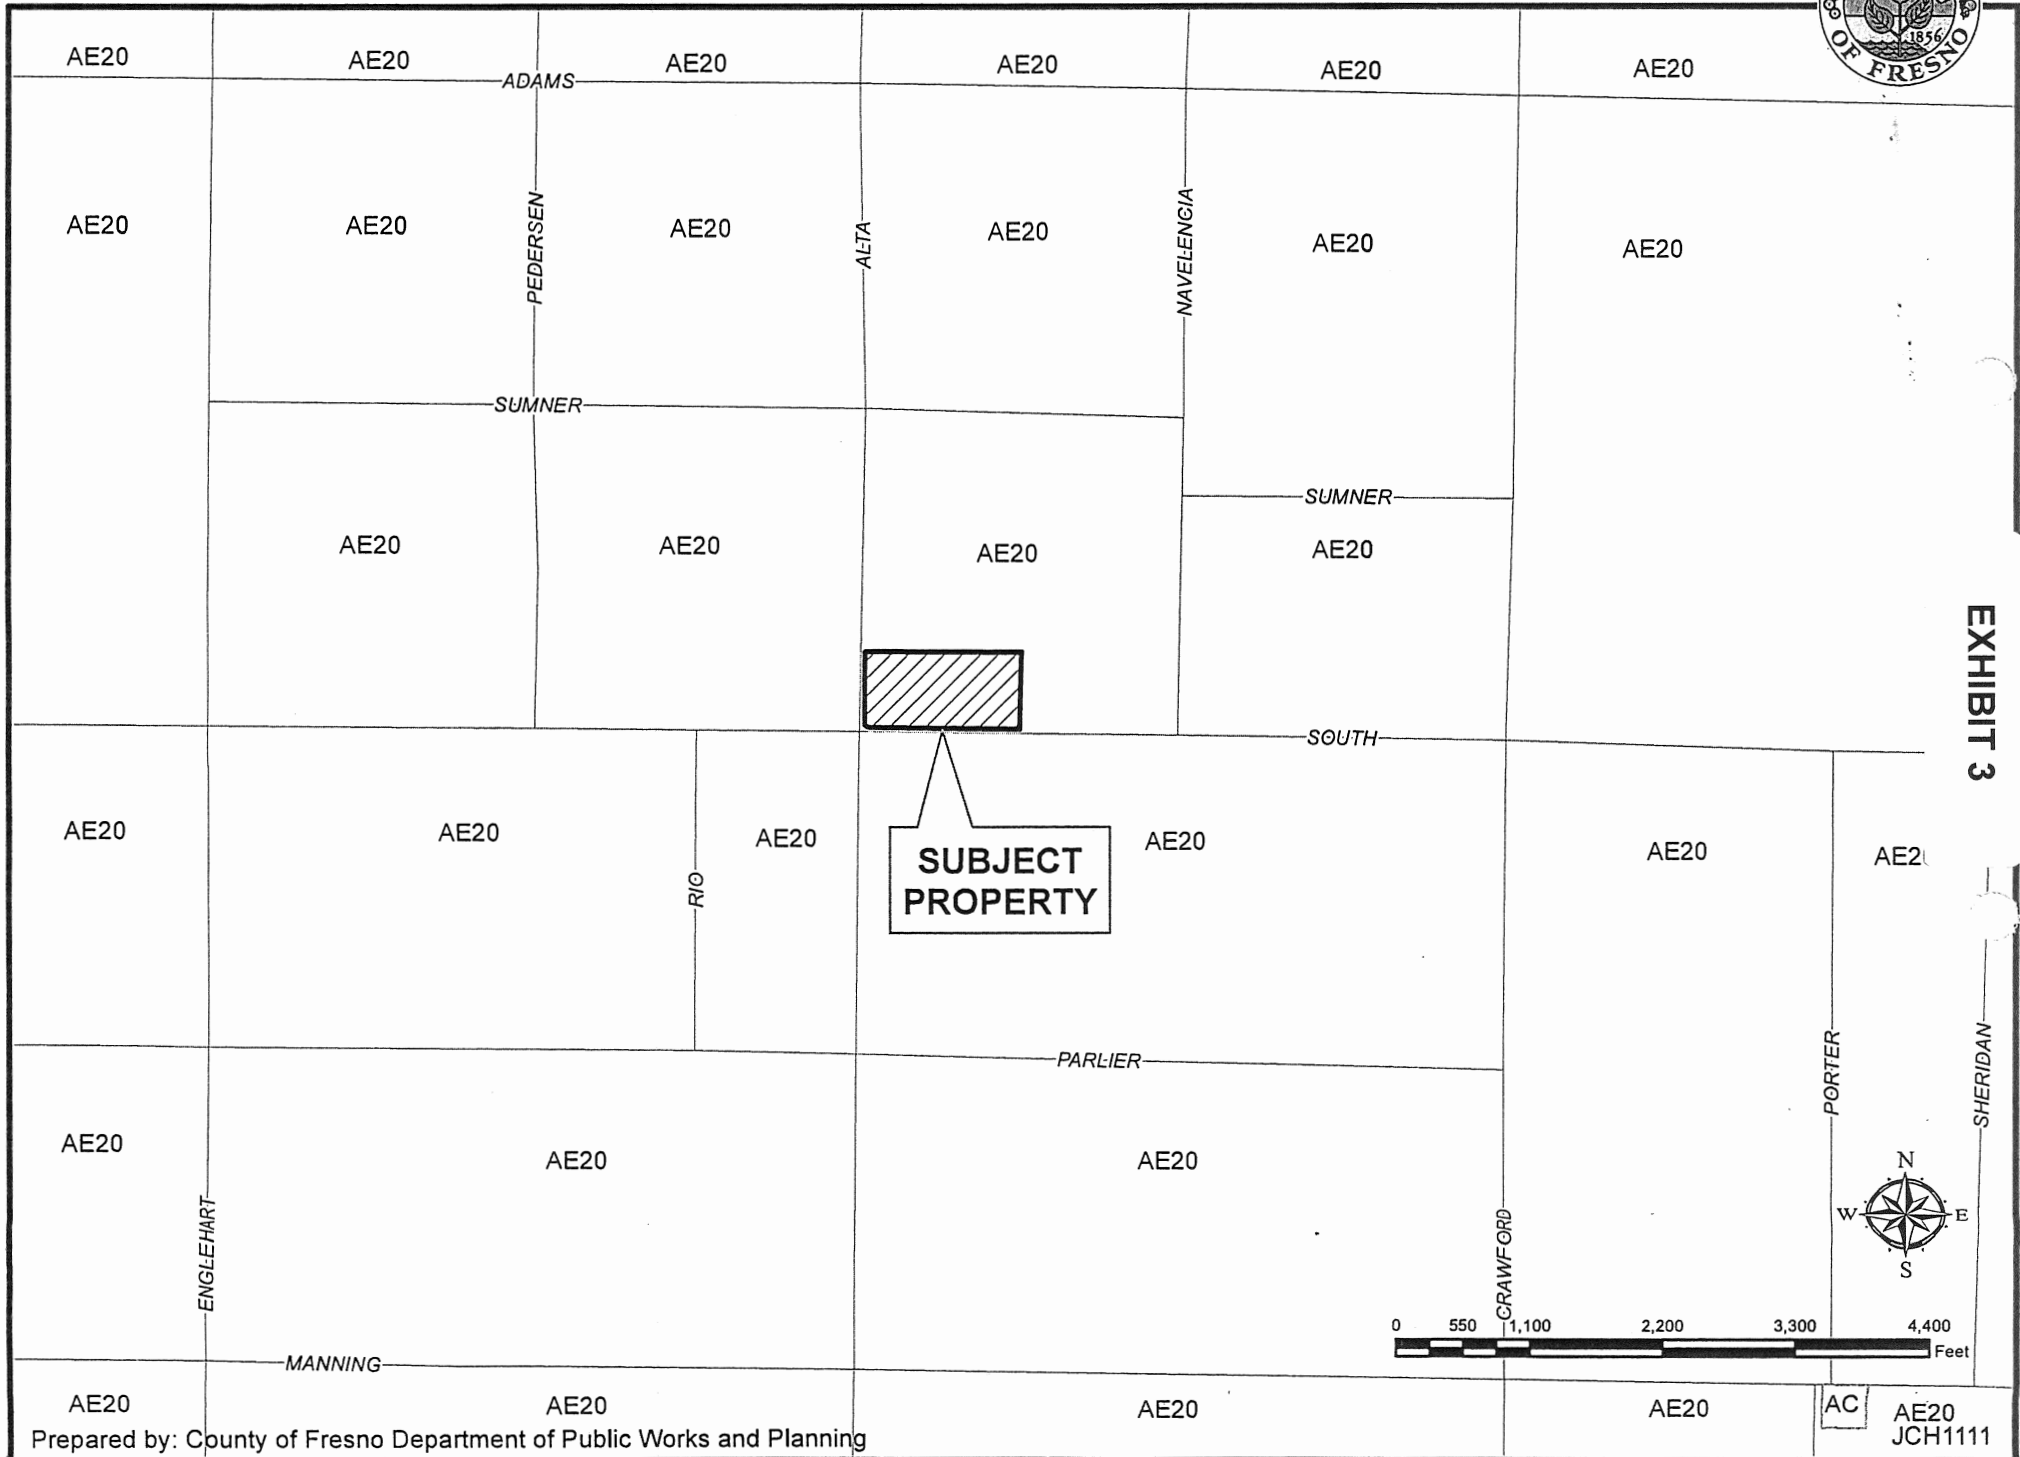 1856
OF FRESNO
AE20
AE20
AE20
AE20
AE20
AE20
ADAMS
AE20
AE20
PEDERSEN
AE20
ALTA
AE20
NAVELENCIA
AE20
AE20
SUMNER
SUMNER
AE20
AE20
AE20
AE20
EXHIBIT 3
SOUTH
AE20
AE20
RIO
AE20
SUBJECT
PROPERTY
AE20
AE20
AE2
PARLIER
PORTER
SHERIDAN
AE20
AE20
AE20
N
W
E
S
ENGLEHART
CRAWFORD
0 550 1,100 2,200 3,300 4,400
Feet
MANNING
AE20
AE20
AE20
AE20
AC
AE20
Prepared by: County of Fresno Department of Public Works and Planning
JCH1111